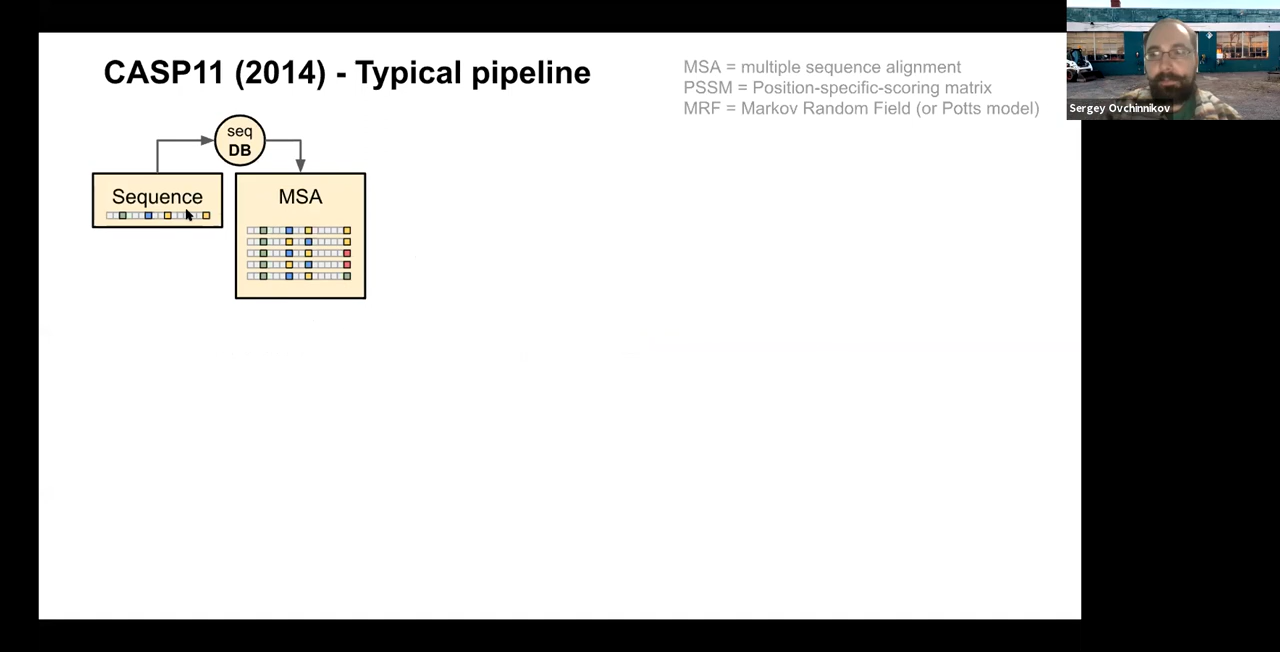 CASP11 (2014) - Typical pipeline
MSA = multiple sequence alignment
PSSM = Position-specific-scoring matrix
MRF = Markov Random Field (or Potts model)
Sergey Ovchinnikov
seq
DB
Sequence
MSA